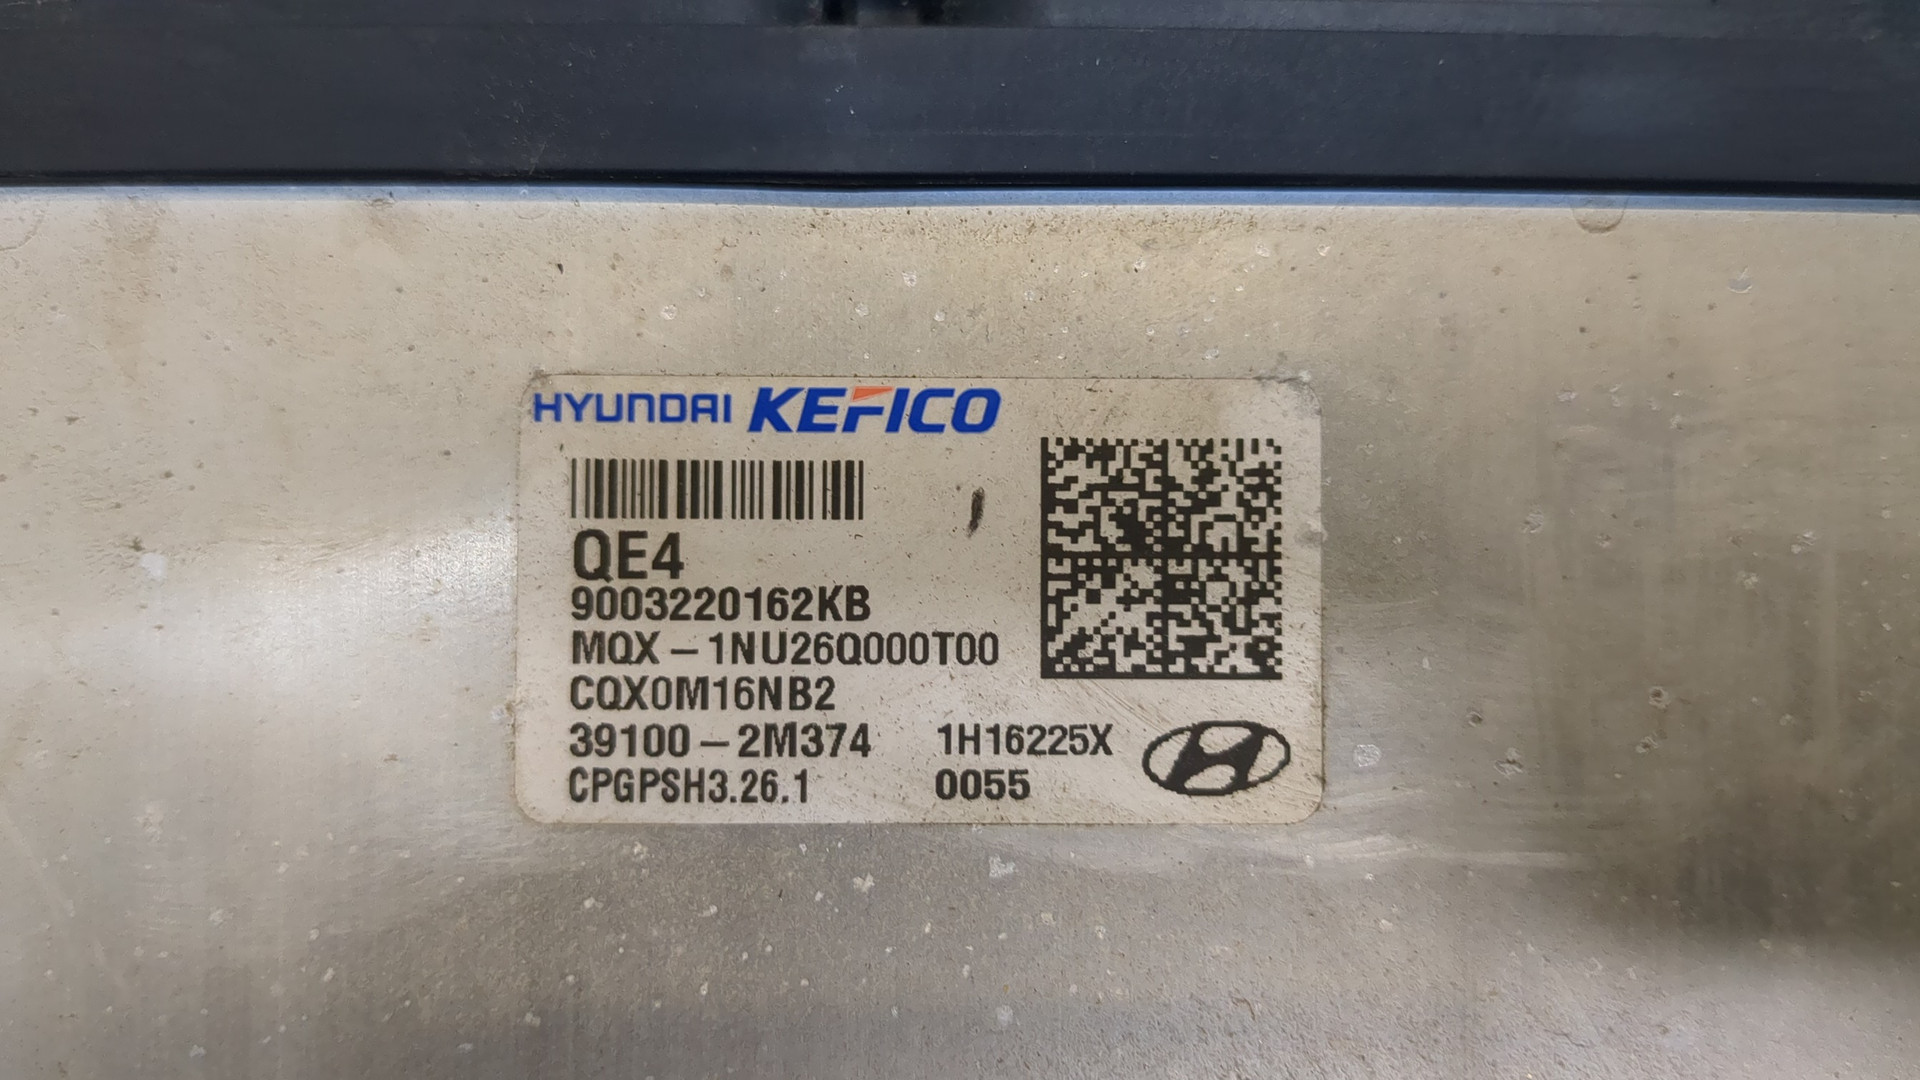 HYUNDAI KEFICO
QE4
9003220162KB
MQX-1NU26Q000T00
CQX0M16NB2
39100-2M374 1H16225X
CPGPSH3.26.1 0055